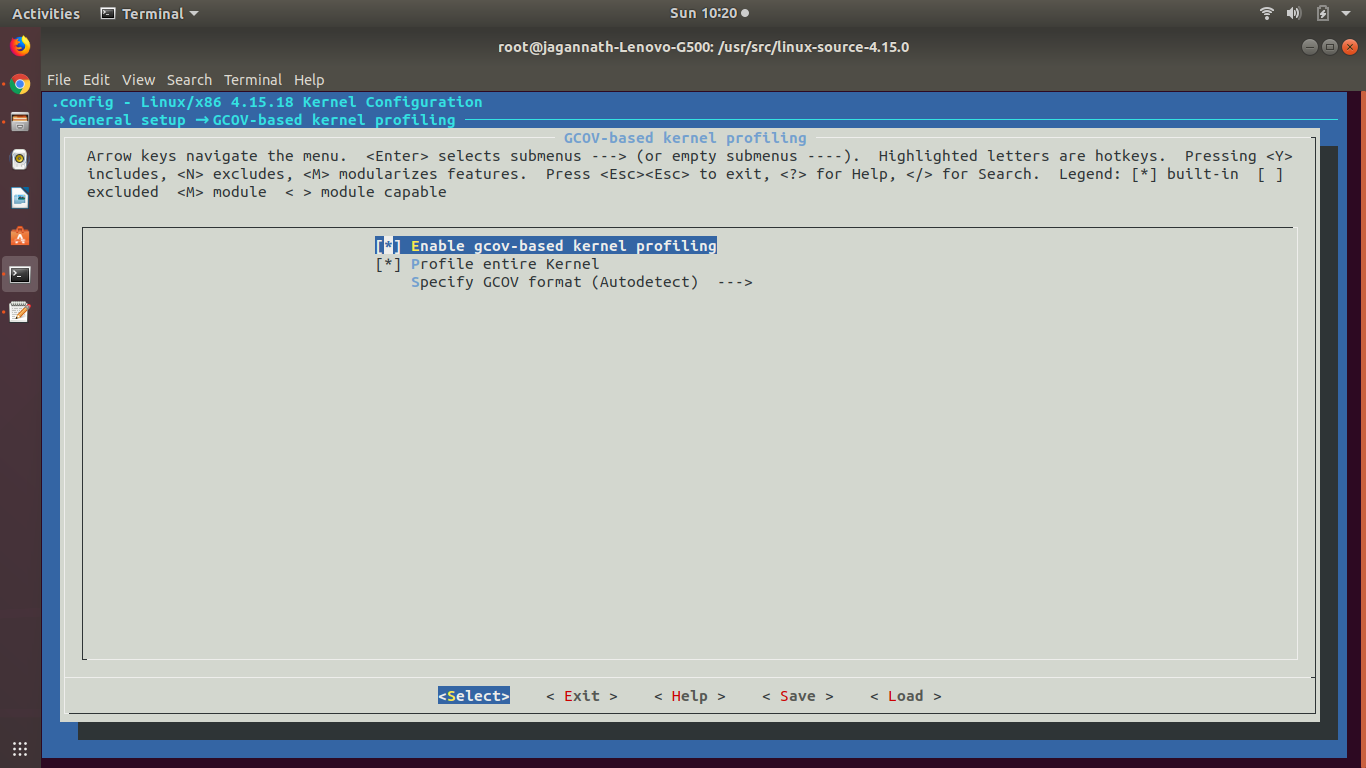 Activities Terminal Sun 10:20
root@jagannath-Lenovo-G500: /usr/src/linux-source-4.15.0
File Edit View Search Terminal Help
.config - Linux/x86 4.15.18 Kernel Configuration
→General setup →GCOV-based kernel profiling
GCOV-based kernel profiling
Arrow keys navigate the menu.  <Enter> selects submenus ---> (or empty submenus ----).  Highlighted letters are hotkeys.  Pressing <Y>
includes, <N> excludes, <M> modularizes features.  Press <Esc><Esc> to exit, <?> for Help, </> for Search.  Legend: [*] built-in  [ ]
excluded  <M> module  < > module capable
[*] Enable gcov-based kernel profiling
[*] Profile entire Kernel
Specify GCOV format (Autodetect)  --->
<Select>    < Exit >    < Help >    < Save >    < Load >